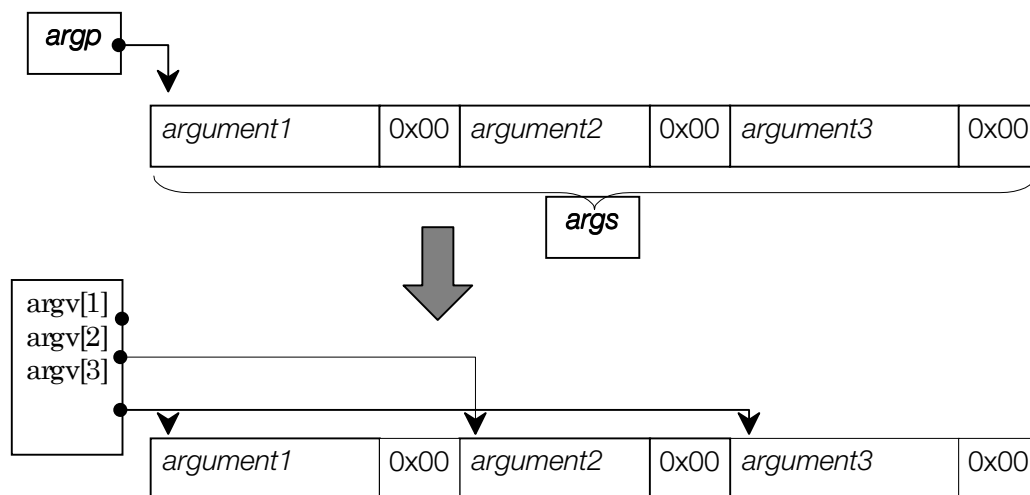 argp
argument1 0x00 argument2 0x00 argument3 0x00
args
argv[1]
argv[2]
argv[3]
argument1 0x00 argument2 0x00 argument3 0x00